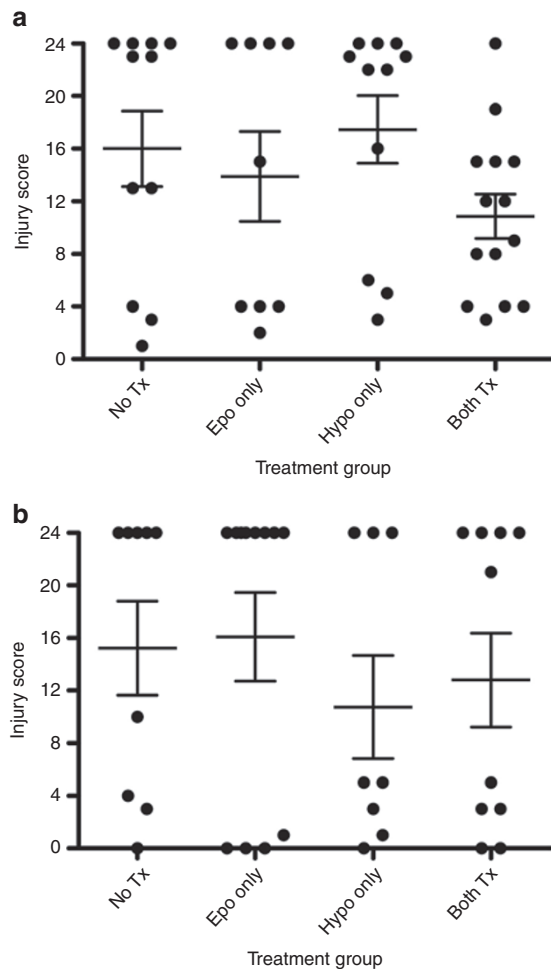 a
24
20
16
12
8
4
0
Injury score
No Tx
Epo only
Hypo only
Both Tx
Treatment group
b
24
20
16
12
8
4
0
Injury score
No Tx
Epo only
Hypo only
Both Tx
Treatment group